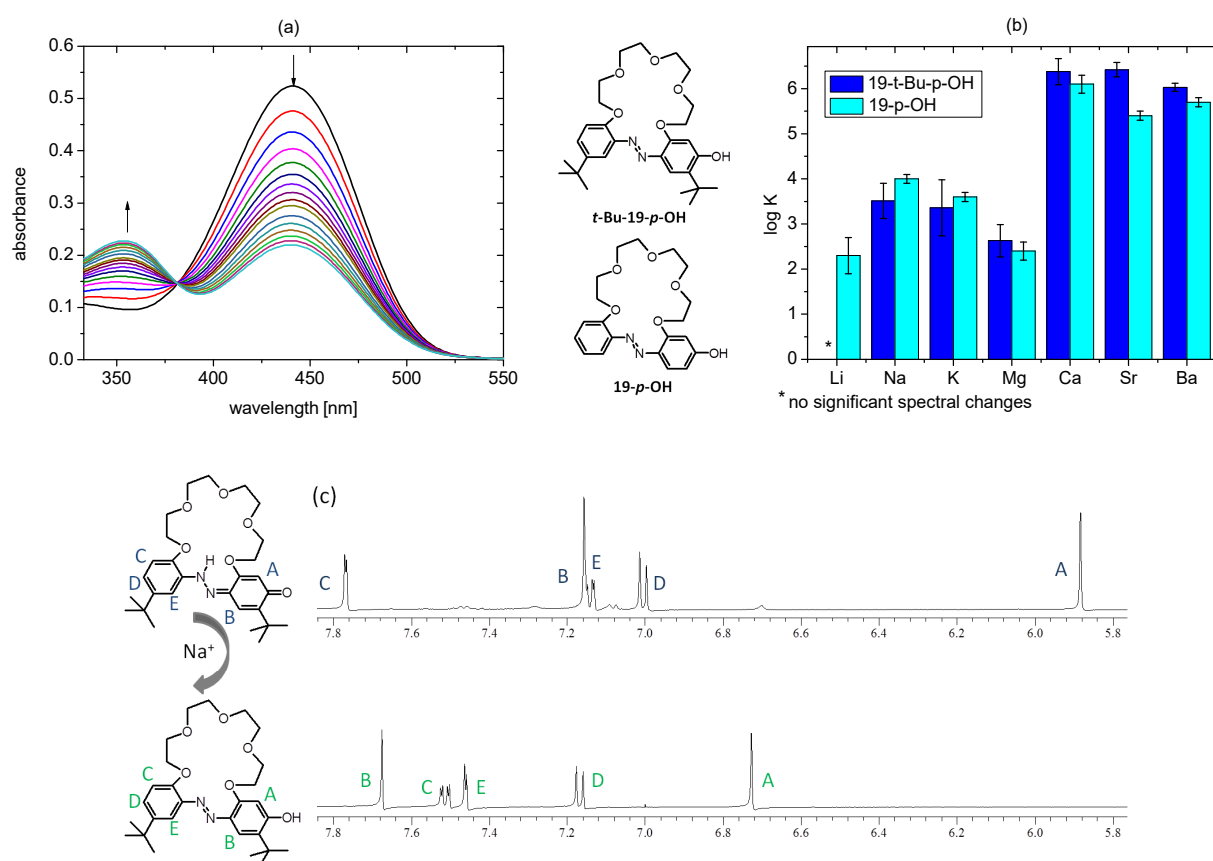 (a)
0.6
0.5
0.4
0.3
0.2
0.1
0.0
absorbance
350 400 450 500 550
wavelength [nm]
O
O O
O
O O
N
N
OH
t-Bu-19-p-OH
O
O O
O
O O
N
N
OH
19-p-OH
(b)
19-t-Bu-p-OH
19-p-OH
6
5
4
3
2
1
0
log K
*
Li Na K Mg Ca Sr Ba
* no significant spectral changes
(c)
O
O O
O
C O H O A
D N O
E N
B
Na+
C B E D A
7.8 7.6 7.4 7.2 7.0 6.8 6.6 6.4 6.2 6.0 5.8
O
O O
O
C O O A
D N OH
E N
B
B C E D A
7.8 7.6 7.4 7.2 7.0 6.8 6.6 6.4 6.2 6.0 5.8